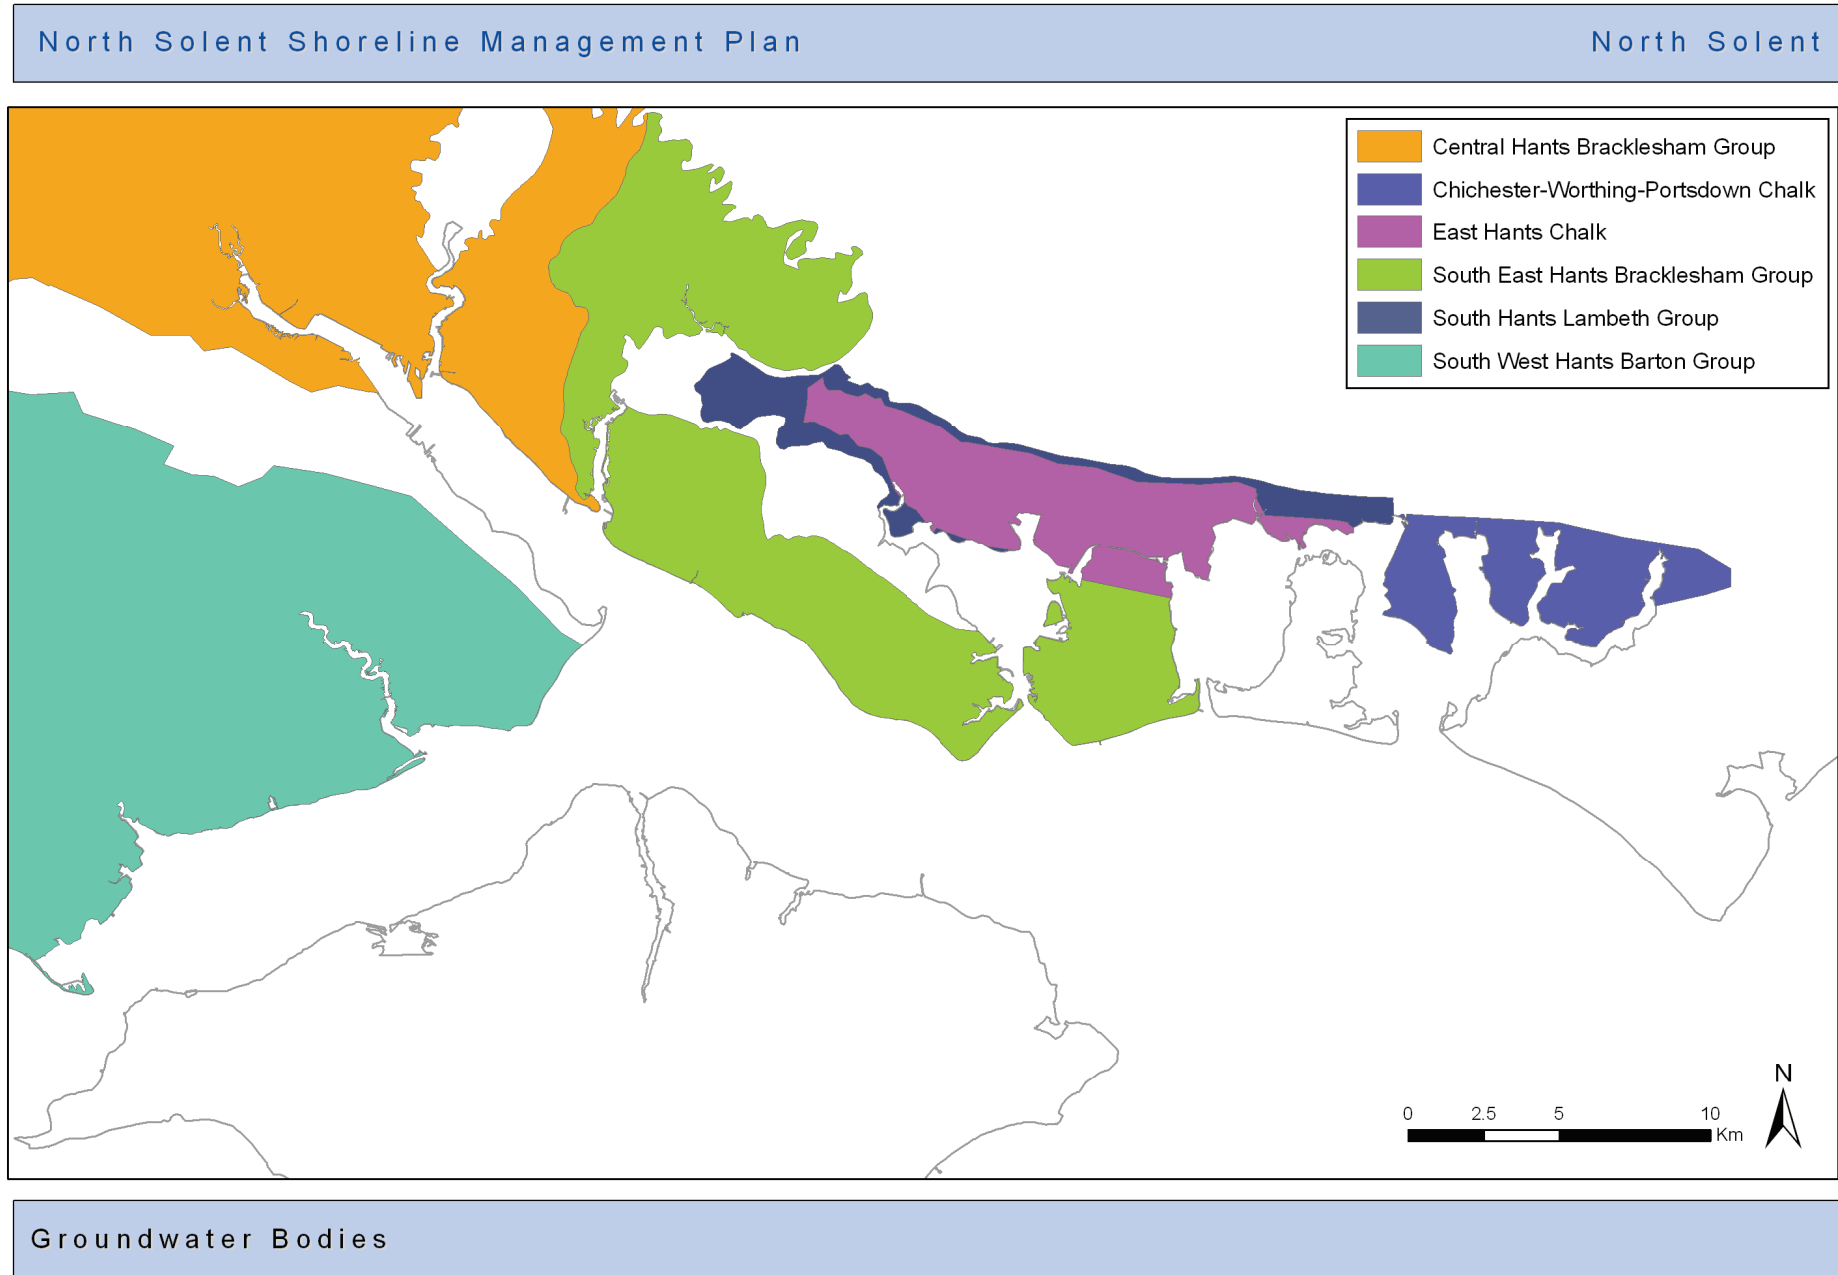 North Solent Shoreline Management Plan
North Solent
Central Hants Bracklesham Group
Chichester-Worthing-Portsdown Chalk
East Hants Chalk
South East Hants Bracklesham Group
South Hants Lambeth Group
South West Hants Barton Group
N
0 2.5 5 10
Km
Groundwater Bodies